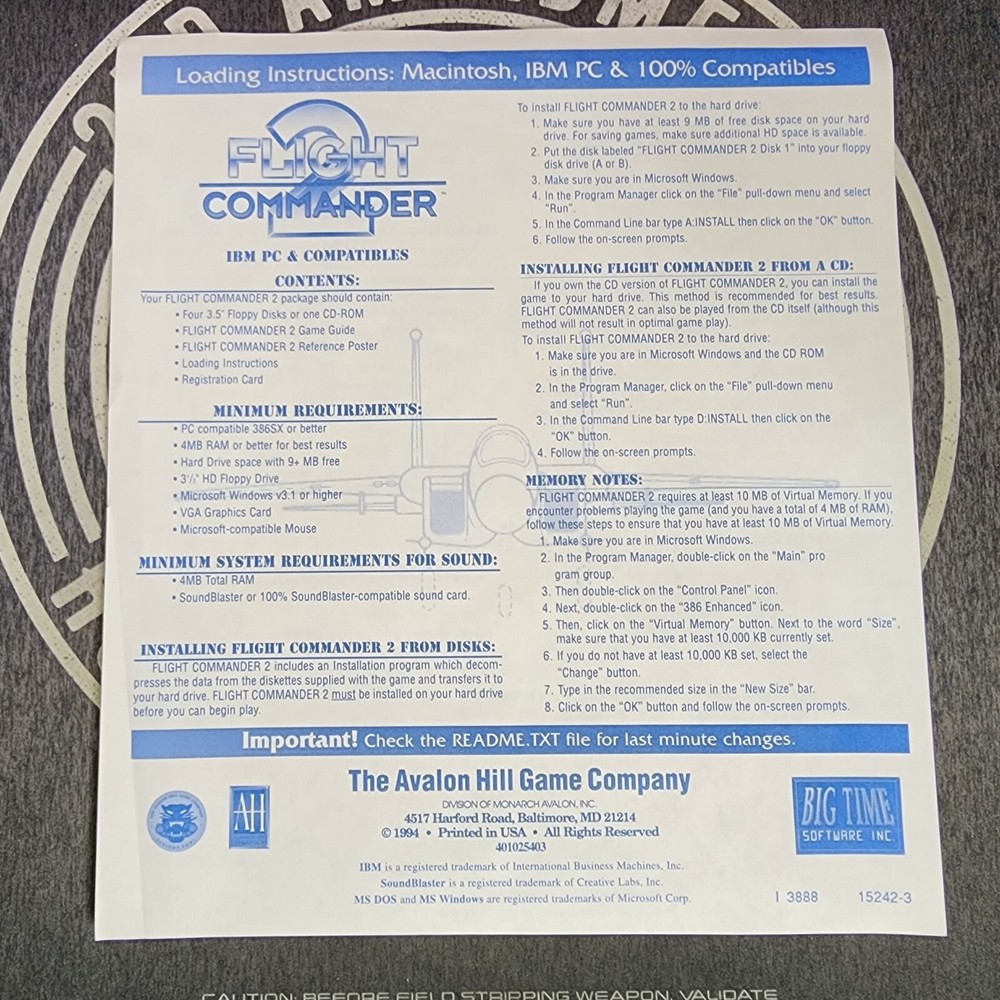 2ND AMENDME
Loading Instructions: Macintosh, IBM PC & 100% Compatibles
FLIGHT
COMMANDER
2
IBM PC & COMPATIBLES
CONTENTS:
Your FLIGHT COMMANDER 2 package should contain:
• Four 3.5" Floppy Disks or one CD-ROM
• FLIGHT COMMANDER 2 Game Guide
• FLIGHT COMMANDER 2 Reference Poster
• Loading Instructions
• Registration Card
MINIMUM REQUIREMENTS:
• PC compatible 386SX or better
• 4MB RAM or better for best results
• Hard Drive space with 9+ MB free
• 3½" HD Floppy Drive
• Microsoft Windows v3.1 or higher
• VGA Graphics Card
• Microsoft-compatible Mouse
MINIMUM SYSTEM REQUIREMENTS FOR SOUND:
• 4MB Total RAM
• SoundBlaster or 100% SoundBlaster-compatible sound card.
INSTALLING FLIGHT COMMANDER 2 FROM DISKS:
FLIGHT COMMANDER 2 includes an Installation program which decom-
presses the data from the diskettes supplied with the game and transfers it to
your hard drive. FLIGHT COMMANDER 2 must be installed on your hard drive
before you can begin play.
To install FLIGHT COMMANDER 2 to the hard drive:
1. Make sure you have at least 9 MB of free disk space on your hard
drive. For saving games, make sure additional HD space is available.
2. Put the disk labeled "FLIGHT COMMANDER 2 Disk 1" into your floppy
disk drive (A or B).
3. Make sure you are in Microsoft Windows.
4. In the Program Manager click on the "File" pull-down menu and select
"Run".
5. In the Command Line bar type A:INSTALL then click on the "OK" button.
6. Follow the on-screen prompts.
INSTALLING FLIGHT COMMANDER 2 FROM A CD:
If you own the CD version of FLIGHT COMMANDER 2, you can install the
game to your hard drive. This method is recommended for best results.
FLIGHT COMMANDER 2 can also be played from the CD itself (although this
method will not result in optimal game play).
To install FLIGHT COMMANDER 2 to the hard drive:
1. Make sure you are in Microsoft Windows and the CD ROM
is in the drive.
2. In the Program Manager, click on the "File" pull-down menu
and select "Run".
3. In the Command Line bar type D:INSTALL then click on the
"OK" button.
4. Follow the on-screen prompts.
MEMORY NOTES:
FLIGHT COMMANDER 2 requires at least 10 MB of Virtual Memory. If you
encounter problems playing the game (and you have a total of 4 MB of RAM),
follow these steps to ensure that you have at least 10 MB of Virtual Memory.
1. Make sure you are in Microsoft Windows.
2. In the Program Manager, double-click on the "Main" pro
gram group.
3. Then double-click on the "Control Panel" icon.
4. Next, double-click on the "386 Enhanced" icon.
5. Then, click on the "Virtual Memory" button. Next to the word "Size",
make sure that you have at least 10,000 KB currently set.
6. If you do not have at least 10,000 KB set, select the
"Change" button.
7. Type in the recommended size in the "New Size" bar.
8. Click on the "OK" button and follow the on-screen prompts.
Important! Check the README.TXT file for last minute changes.
The Avalon Hill Game Company
DIVISION OF MONARCH AVALON, INC.
4517 Harford Road, Baltimore, MD 21214
© 1994 • Printed in USA • All Rights Reserved
401025403
IBM is a registered trademark of International Business Machines, Inc.
SoundBlaster is a registered trademark of Creative Labs, Inc.
MS DOS and MS Windows are registered trademarks of Microsoft Corp.
AH
BIG TIME
SOFTWARE INC.
I 3888 15242-3
CAUTION: BEFORE FIELD STRIPPING WEAPON, VALIDATE